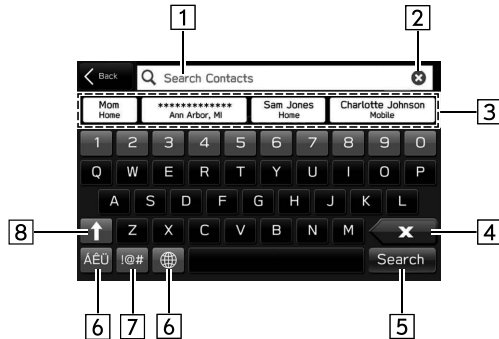 1
2
Back
Search Contacts
Mom
Home
*************
Ann Arbor, MI
Sam Jones
Home
Charlotte Johnson
Mobile
3
1 2 3 4 5 6 7 8 9 0
Q W E R T Y U I O P
A S D F G H J K L
8
Z X C V B N M
x
4
ÁÊÜ !@#
Search
6
7
6
5